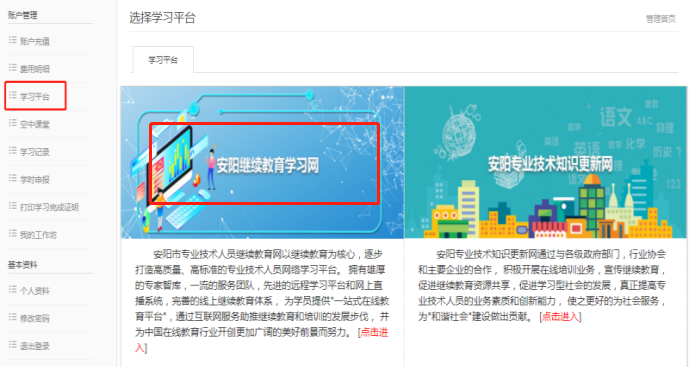 账户管理
账户充值
费用明细
学习平台
空中课堂
学习记录
学时申报
打印学习完成证明
我的工作坊
基本资料
个人资料
修改密码
退出登录
选择学习平台
管理首页
学习平台
安阳继续教育学习网
语文
ABC
物理
数学
英语
化学
历史?
123
安阳专业技术知识更新网
安阳市专业技术人员继续教育网以继续教育为核心，逐步
打造高质量、高标准的专业技术人员网络学习平台。 拥有雄厚
的专家智库，一流的服务团队，先进的远程学习平台和网上直
播系统，完善的线上继续教育体系， 为学员提供"一站式在线教
育平台"，通过互联网服务助推继续教育和培训的发展步伐， 并
为中国在线教育行业开创更加广阔的美好前景而努力。 [点击进
入]
安阳专业技术知识更新网通过与各级政府部门，行业协会
和主要企业的合作， 积极开展在线培训业务，宣传继续教育，
促进继续教育资源共享，促进学习型社会的发展，真正提高专
业技术人员的业务素质和创新能力， 使之更好的为社会服务，
为"和谐社会"建设做出贡献。 [点击进入]